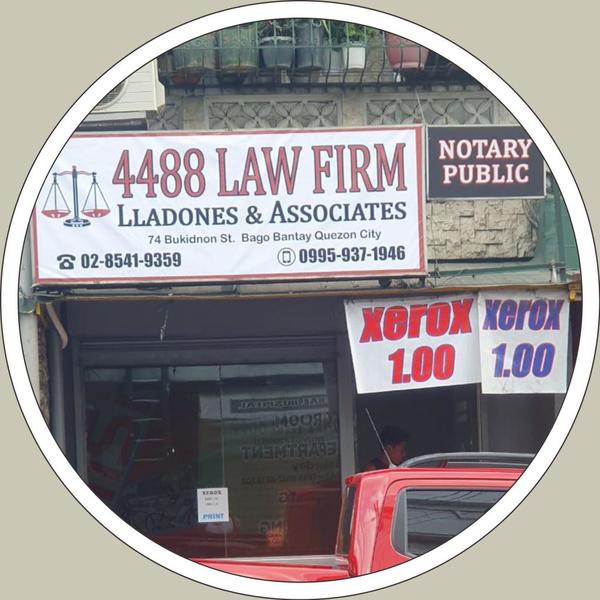 4488 LAW FIRM
LLADONES & ASSOCIATES
74 Bukidnon St. Bago Bantay Quezon City
02-8541-9359
0995-937-1946
NOTARY
PUBLIC
xerox
1.00
xerox
1.00
XEROX
PRINT